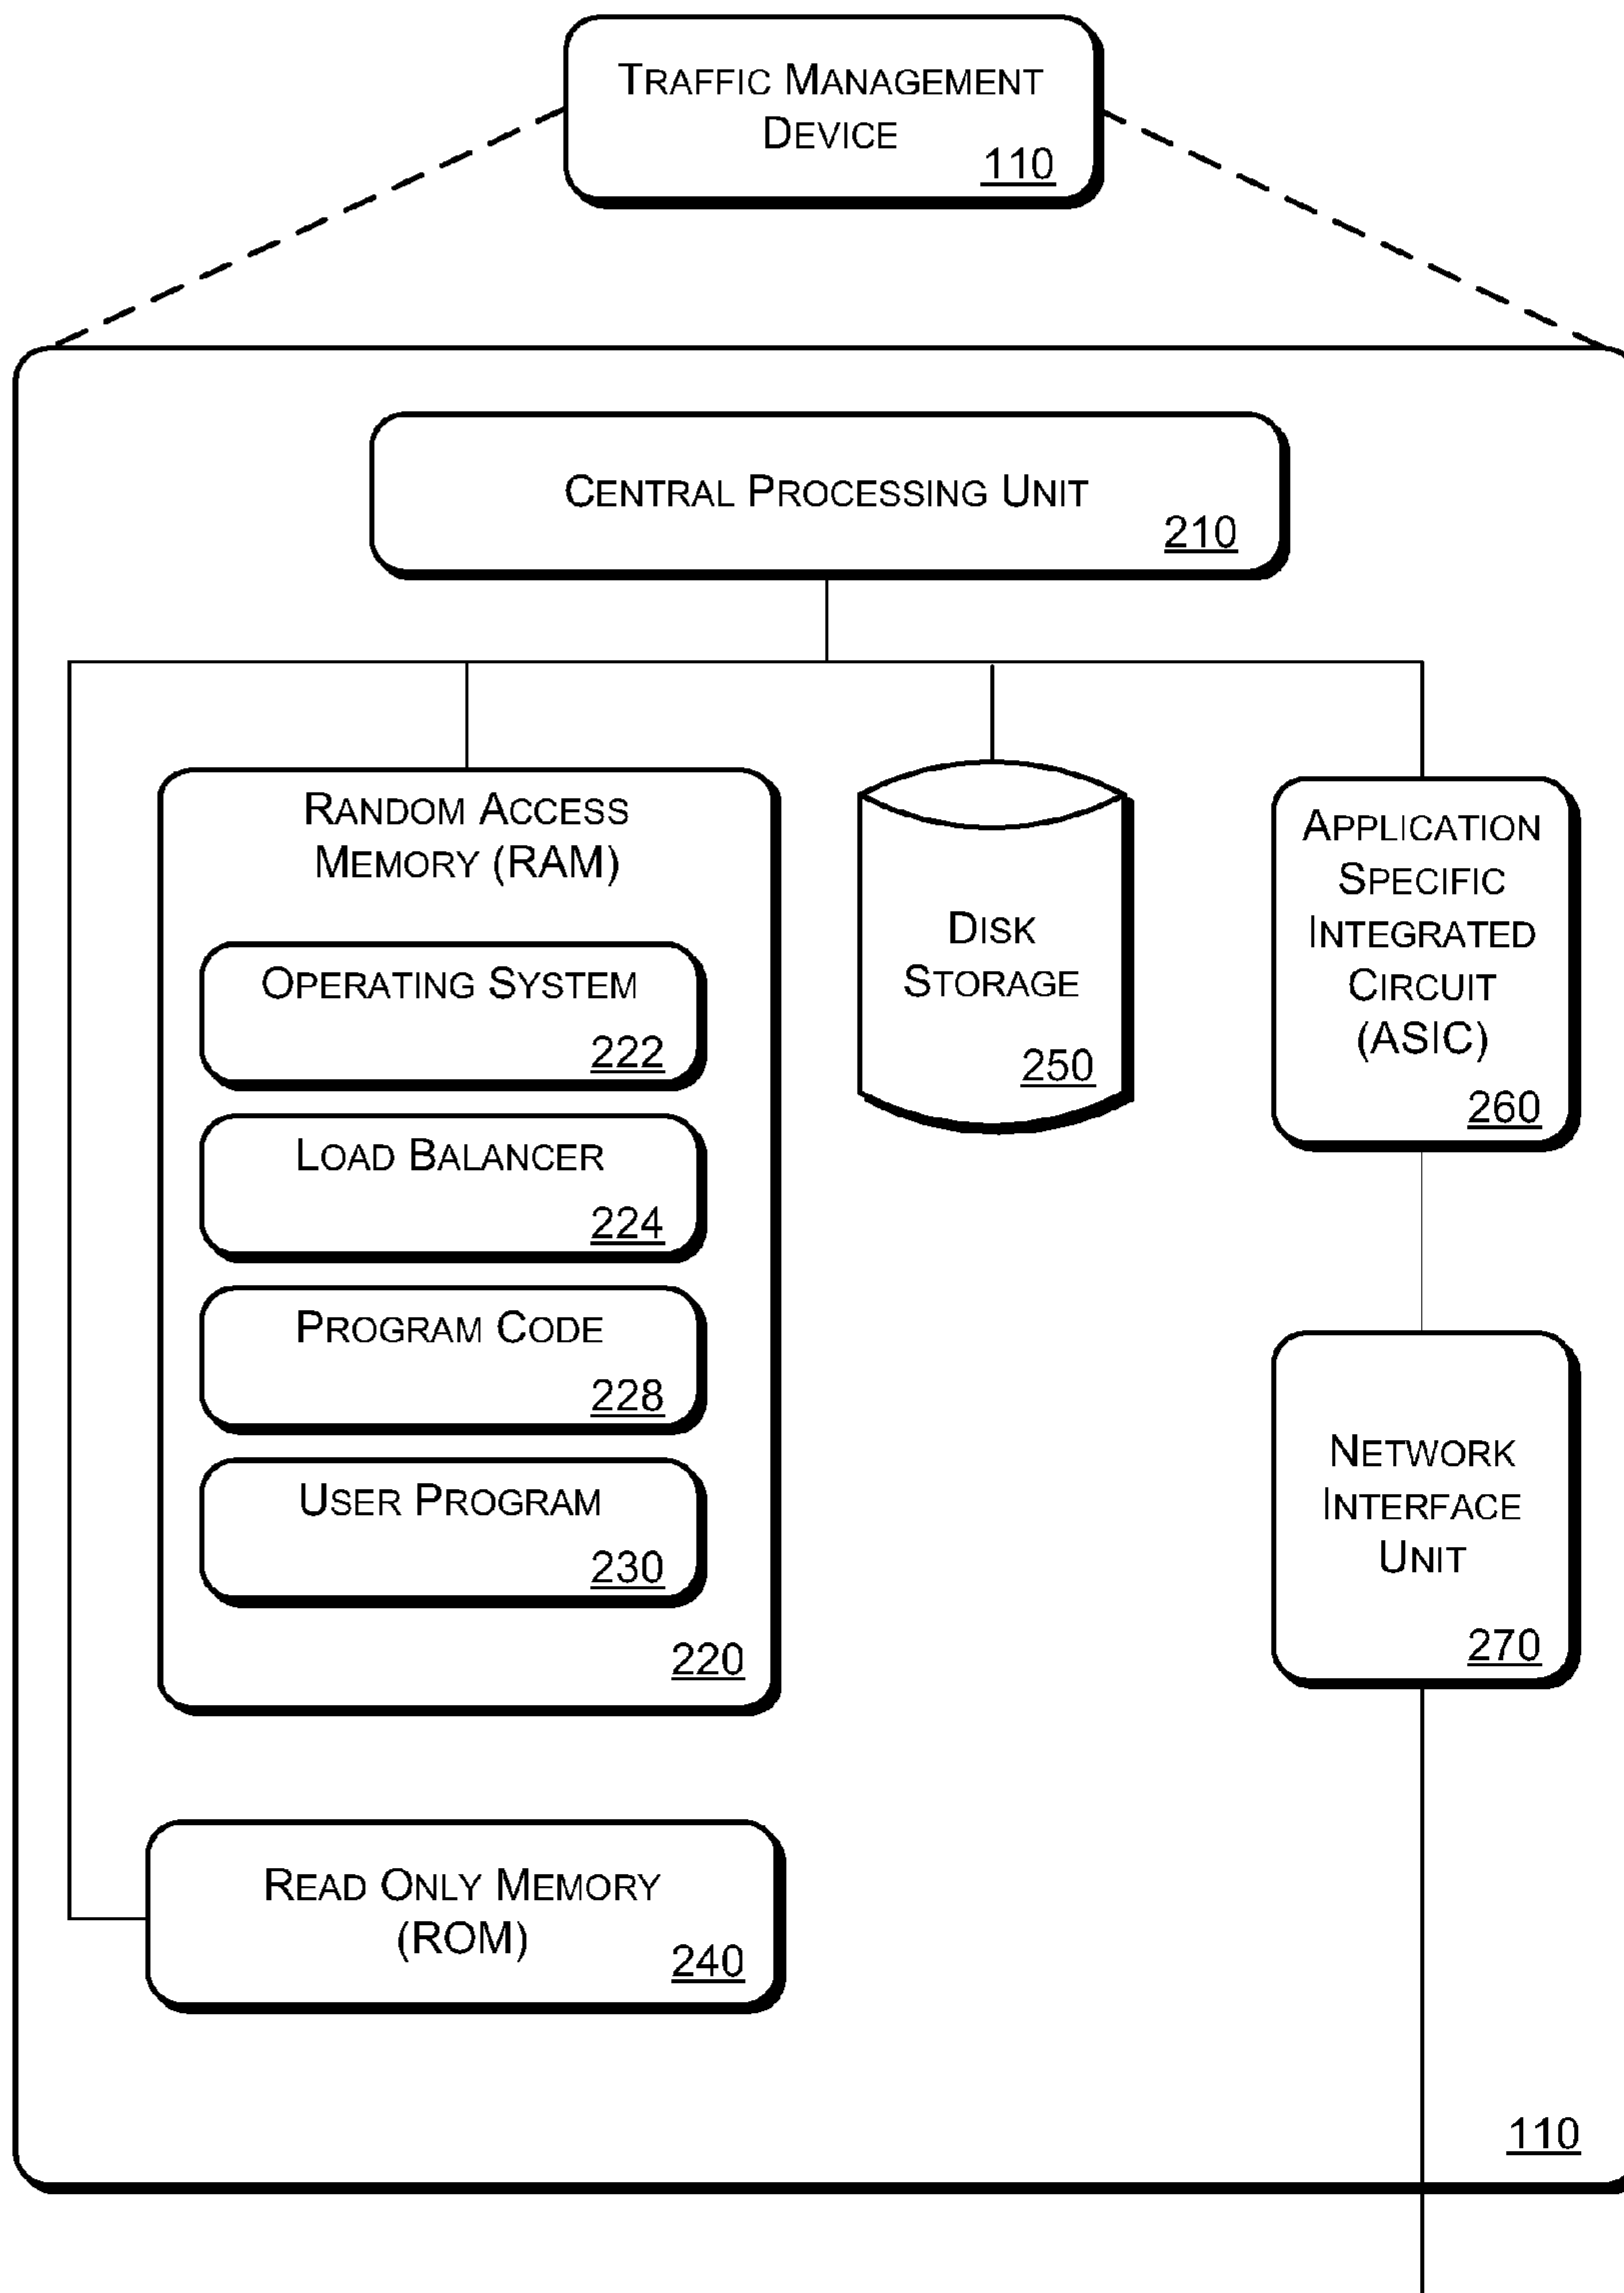 TRAFFIC MANAGEMENT
DEVICE
110
CENTRAL PROCESSING UNIT
210
RANDOM ACCESS
MEMORY (RAM)
OPERATING SYSTEM
222
LOAD BALANCER
224
PROGRAM CODE
228
USER PROGRAM
230
220
DISK
STORAGE
250
APPLICATION
SPECIFIC
INTEGRATED
CIRCUIT
(ASIC)
260
NETWORK
INTERFACE
UNIT
270
READ ONLY MEMORY
(ROM)
240
110